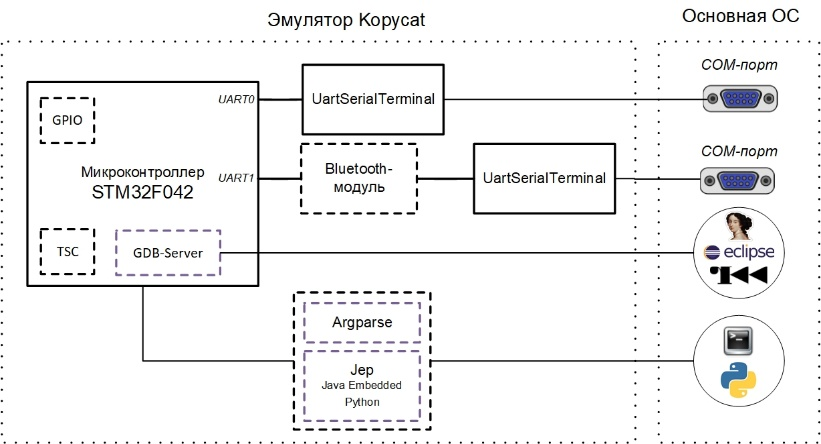 Эмулятор Kopycat
Основная ОС
COM-порт
UART0
UartSerialTerminal
GPIO
Микроконтроллер
STM32F042
COM-порт
UART1
Bluetooth-
модуль
UartSerialTerminal
TSC
GDB-Server
eclipse
Argparse
Jep
Java Embedded
Python